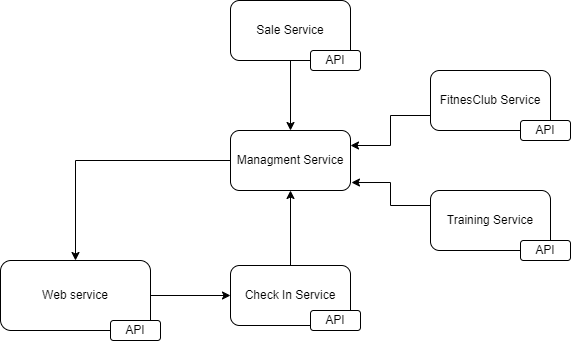 Sale Service
API
FitnesClub Service
API
Managment Service
Training Service
API
Web service
API
Check In Service
API